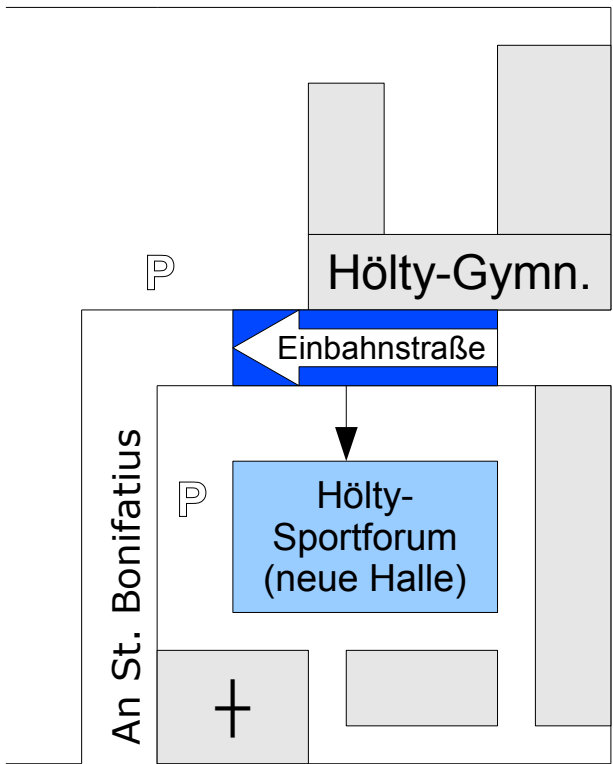 Hölty-Gymn.
P
Einbahnstraße
P
Hölty-
Sportforum
(neue Halle)
An St. Bonifatius